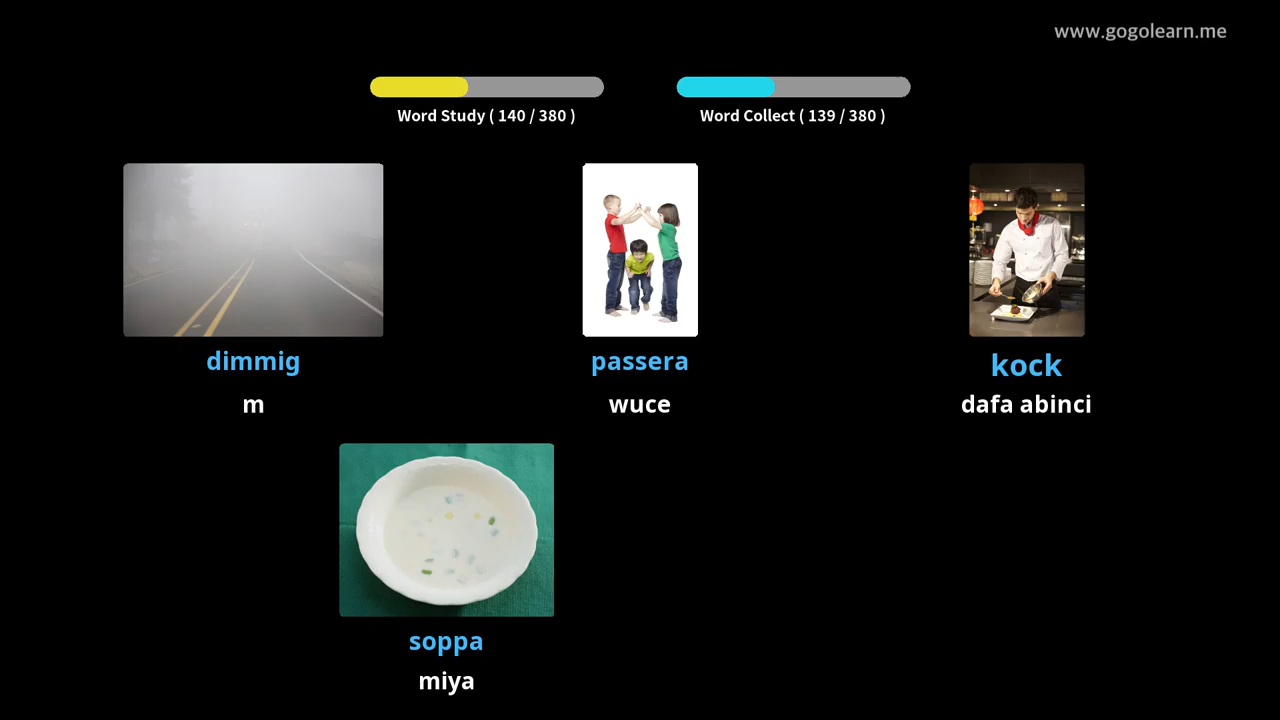 www.gogolearn.me
Word Study ( 140 / 380 )
Word Collect ( 139 / 380 )
dimmig
passera
kock
m
wuce
dafa abinci
soppa
miya